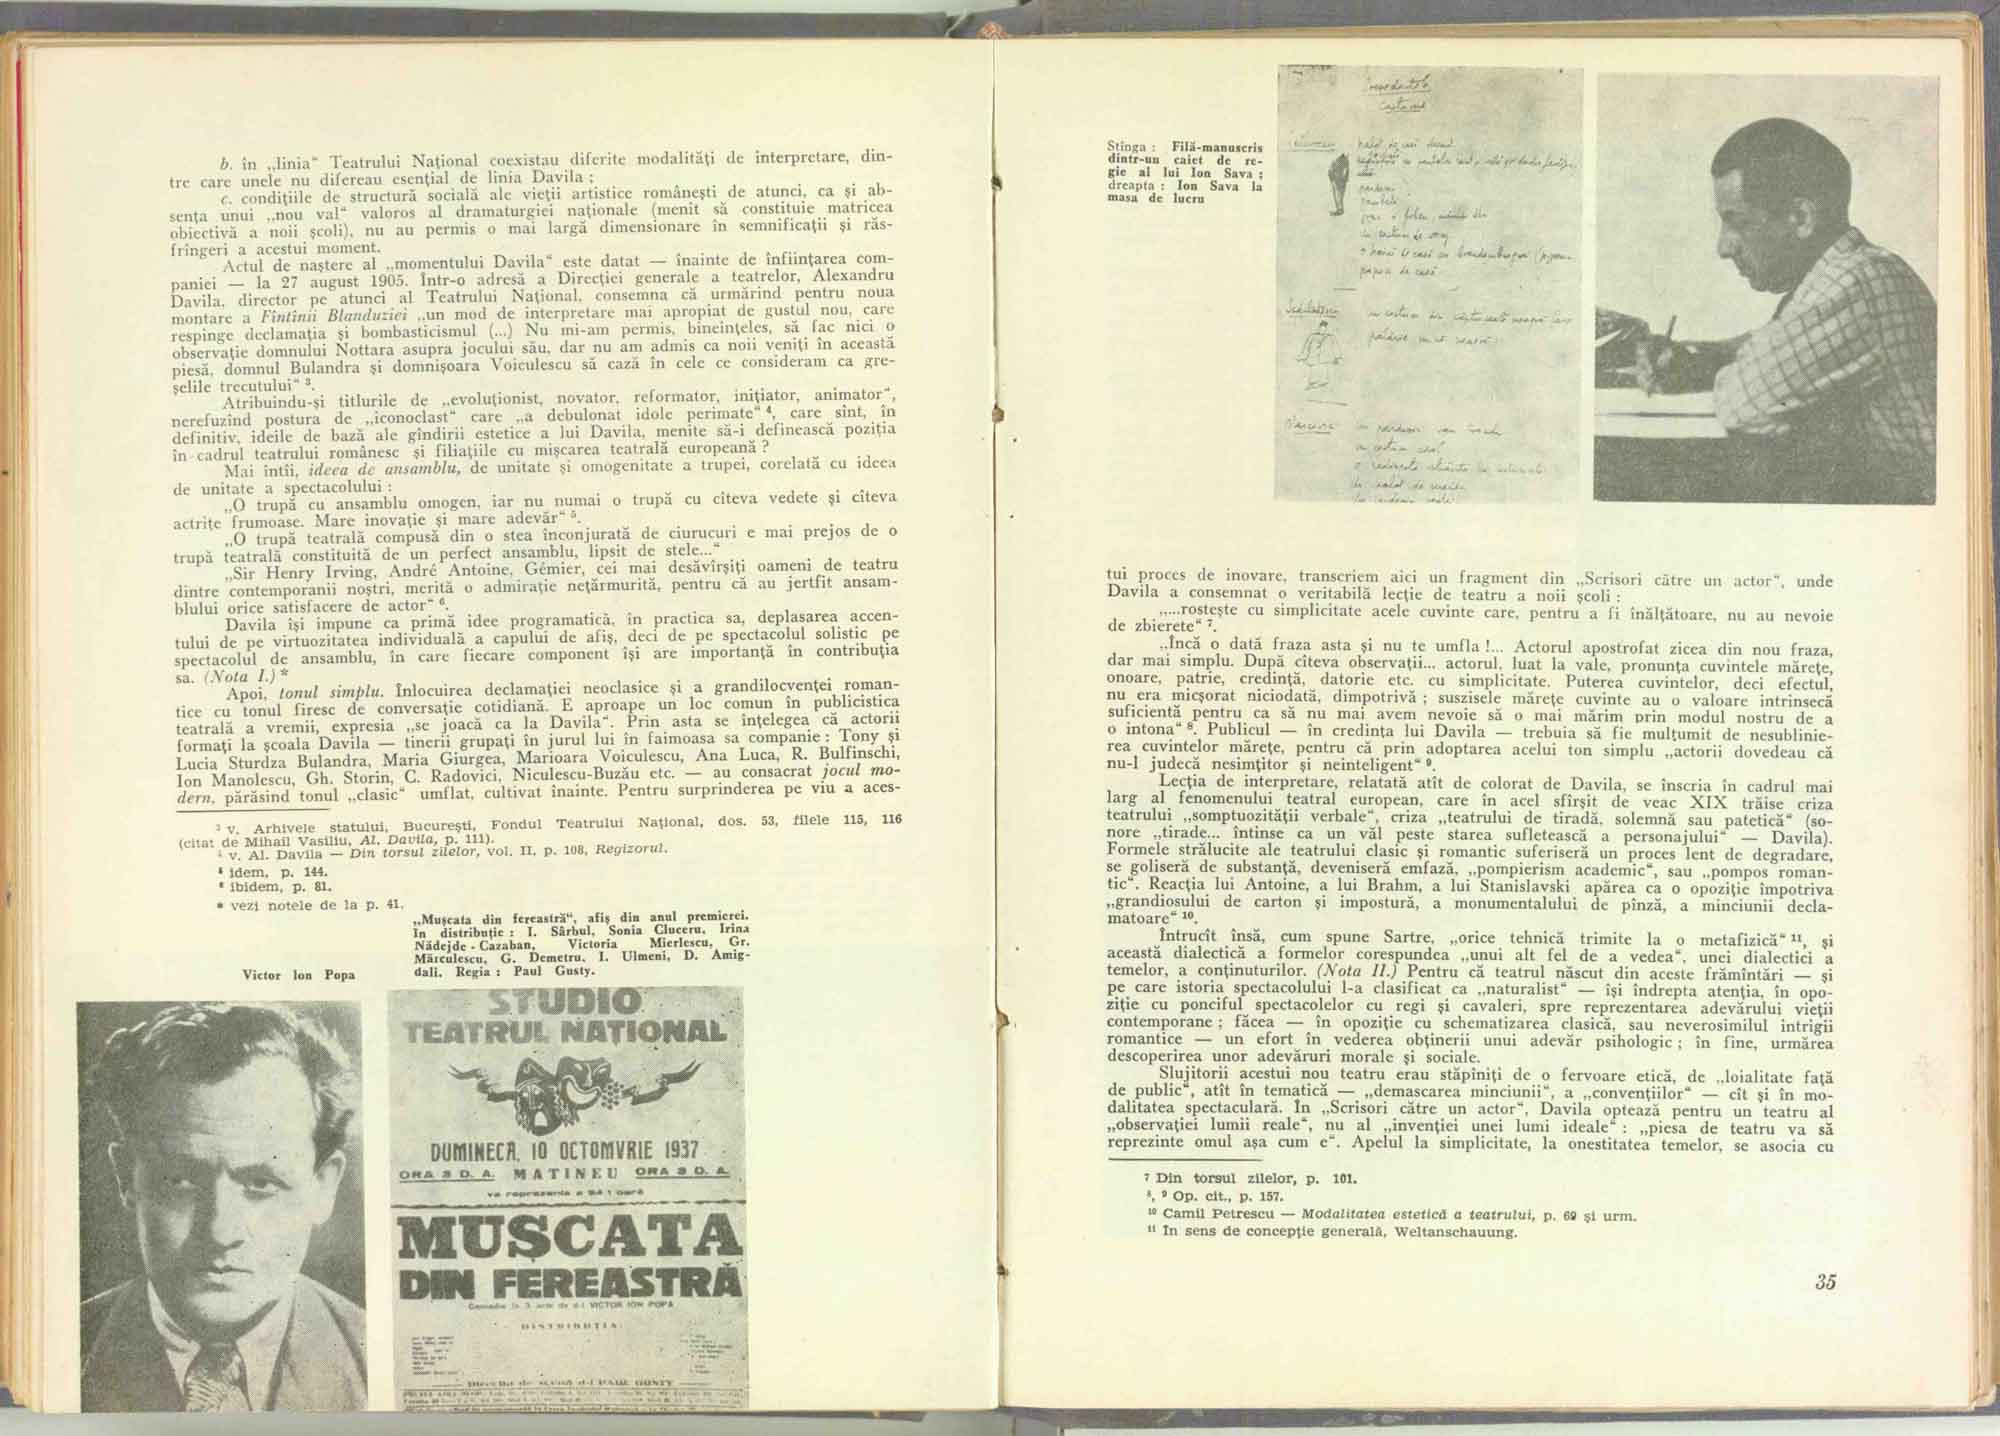 b. în „linia“ Teatrului Național coexistau diferite modalități de interpretare, din-
tre care unele nu difereau esențial de linia Davila ;
c. condițiile de structură socială ale vieții artistice românești de atunci, ca și ab-
sența unui „nou val“ valoros al dramaturgiei naționale (menit să constituie matricea
obiectivă a noii școli), nu au permis o mai largă dimensionare în semnificații și răs-
frîngeri a acestui moment.
Actul de naștere al „momentului Davila“ este datat — înainte de înființarea com-
paniei — la 27 august 1905. Într-o adresă a Direcției generale a teatrelor, Alexandru
Davila, director pe atunci al Teatrului Național, consemna că urmărind pentru noua
montare a Fîntînii Blanduziei „un mod de interpretare mai apropiat de gustul nou, care
respinge declamația și bombasticismul (...) Nu mi-am permis, bineînțeles, să fac nici o
observație domnului Nottara asupra jocului său, dar nu am admis ca noii veniți în această
piesă, domnul Bulandra și domnișoara Voiculescu să cază în cele ce consideram ca gre-
șelile trecutului“ ³.
Atribuindu-și titlurile de „evoluționist, novator, reformator, inițiator, animator“,
nerefuzînd postura de „iconoclast“ care „a debulonat idole perimate“ ⁴, care sînt, în
definitiv, ideile de bază ale gîndirii estetice a lui Davila, menite să-i definească poziția
în cadrul teatrului românesc și filiațiile cu mișcarea teatrală europeană ?
Mai întîi, ideea de ansamblu, de unitate și omogenitate a trupei, corelată cu ideea
de unitate a spectacolului :
„O trupă cu ansamblu omogen, iar nu numai o trupă cu cîteva vedete și cîteva
actrițe frumoase. Mare inovație și mare adevăr“ ⁵.
„O trupă teatrală compusă din o stea înconjurată de ciurucuri e mai prejos de o
trupă teatrală constituită de un perfect ansamblu, lipsit de stele...“
„Sir Henry Irving, André Antoine, Gémier, cei mai desăvîrșiți oameni de teatru
dintre contemporanii noștri, merită o admirație nețărmurită, pentru că au jertfit ansam-
blului orice satisfacere de actor“ ⁶.
Davila își impune ca primă idee programatică, în practica sa, deplasarea accen-
tului de pe virtuozitatea individuală a capului de afiș, deci de pe spectacolul solistic pe
spectacolul de ansamblu, în care fiecare component își are importanță în contribuția
sa. (Nota I.) *
Apoi, tonul simplu. Înlocuirea declamației neoclasice și a grandilocvenței roman-
tice cu tonul firesc de conversație cotidiană. E aproape un loc comun în publicistica
teatrală a vremii, expresia „se joacă ca la Davila“. Prin asta se înțelegea că actorii
formați la școala Davila — tinerii grupați în jurul lui în faimoasa sa companie : Tony și
Lucia Sturdza Bulandra, Maria Giurgea, Marioara Voiculescu, Ana Luca, R. Bulfinschi,
Ion Manolescu, Gh. Storin, C. Radovici, Niculescu-Buzău etc. — au consacrat jocul mo-
dern, părăsind tonul „clasic“ umflat, cultivat înainte. Pentru surprinderea pe viu a aces-
³ v. Arhivele statului, București, Fondul Teatrului Național, dos. 53, filele 115, 116
(citat de Mihail Vasiliu, Al. Davila, p. 111).
⁴ v. Al. Davila — Din torsul zilelor, vol. II, p. 108, Regizorul.
⁵ idem, p. 144.
⁶ ibidem, p. 81.
* vezi notele de la p. 41.
„Mușcata din fereastră“, afiș din anul premierei.
În distribuție : I. Sârbul, Sonia Cluceru, Irina
Nădejde - Cazaban, Victoria Mierlescu, Gr.
Mărculescu, G. Demetru, I. Ulmeni, D. Amig-
dali. Regia : Paul Gusty.
Victor Ion Popa
STUDIO
TEATRUL NAȚIONAL
DUMINECĂ, 10 OCTOMVRIE 1937
ORA 3 D. A. MATINEU ORA 3 D. A.
va reprezenta a 94 1 oară
MUȘCATA
DIN FEREASTRĂ
Comedie în 3 acte de d-l VICTOR ION POPA
DISTRIBUȚIA:
Direcția de scenă d-l PAUL GUSTY
Stînga : Filă-manuscris
dintr-un caiet de re-
gie al lui Ion Sava ;
dreapta : Ion Sava la
masa de lucru
tui proces de inovare, transcriem aici un fragment din „Scrisori către un actor“, unde
Davila a consemnat o veritabilă lecție de teatru a noii școli :
„...rostește cu simplicitate acele cuvinte care, pentru a fi înălțătoare, nu au nevoie
de zbierete“ ⁷.
„Încă o dată fraza asta și nu te umfla !... Actorul apostrofat zicea din nou fraza,
dar mai simplu. După cîteva observații... actorul, luat la vale, pronunța cuvintele mărețe,
onoare, patrie, credință, datorie etc. cu simplicitate. Puterea cuvintelor, deci efectul,
nu era micșorat niciodată, dimpotrivă ; suszisele mărețe cuvinte au o valoare intrinsecă
suficientă pentru ca să nu mai avem nevoie să o mai mărim prin modul nostru de a
o intona“ ⁸. Publicul — în credința lui Davila — trebuia să fie mulțumit de nesublinie-
rea cuvintelor mărețe, pentru că prin adoptarea acelui ton simplu „actorii dovedeau că
nu-l judecă nesimțitor și neinteligent“ ⁹.
Lecția de interpretare, relatată atît de colorat de Davila, se înscria în cadrul mai
larg al fenomenului teatral european, care în acel sfîrșit de veac XIX trăise criza
teatrului „somptuozității verbale“, criza „teatrului de tiradă, solemnă sau patetică“ (so-
nore „tirade... întinse ca un văl peste starea sufletească a personajului“ — Davila).
Formele strălucite ale teatrului clasic și romantic suferiseră un proces lent de degradare,
se goliseră de substanță, deveniseră emfază, „pompierism academic“, sau „pompos roman-
tic“. Reacția lui Antoine, a lui Brahm, a lui Stanislavski apărea ca o opoziție împotriva
„grandiosului de carton și impostură, a monumentalului de pînză, a minciunii decla-
matoare“ ¹⁰.
Întrucît însă, cum spune Sartre, „orice tehnică trimite la o metafizică“ ¹¹, și
această dialectică a formelor corespundea „unui alt fel de a vedea“, unei dialectici a
temelor, a conținuturilor. (Nota II.) Pentru că teatrul născut din aceste frămîntări — și
pe care istoria spectacolului l-a clasificat ca „naturalist“ — își îndrepta atenția, în opo-
ziție cu ponciful spectacolelor cu regi și cavaleri, spre reprezentarea adevărului vieții
contemporane ; făcea — în opoziție cu schematizarea clasică, sau neverosimilul intrigii
romantice — un efort în vederea obținerii unui adevăr psihologic ; în fine, urmărea
descoperirea unor adevăruri morale și sociale.
Slujitorii acestui nou teatru erau stăpîniți de o fervoare etică, de „loialitate față
de public“, atît în tematică — „demascarea minciunii“, a „convențiilor“ — cît și în mo-
dalitatea spectaculară. În „Scrisori către un actor“, Davila optează pentru un teatru al
„observației lumii reale“, nu al „invenției unei lumi ideale“ : „piesa de teatru va să
reprezinte omul așa cum e“. Apelul la simplicitate, la onestitatea temelor, se asocia cu
⁷ Din torsul zilelor, p. 101.
⁸, ⁹ Op. cit., p. 157.
¹⁰ Camil Petrescu — Modalitatea estetică a teatrului, p. 69 și urm.
¹¹ În sens de concepție generală, Weltanschauung.
35